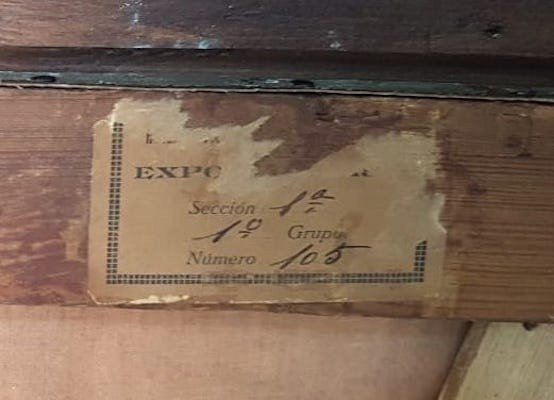 EXPO
Sección 1ª
1º Grupo
Número 105